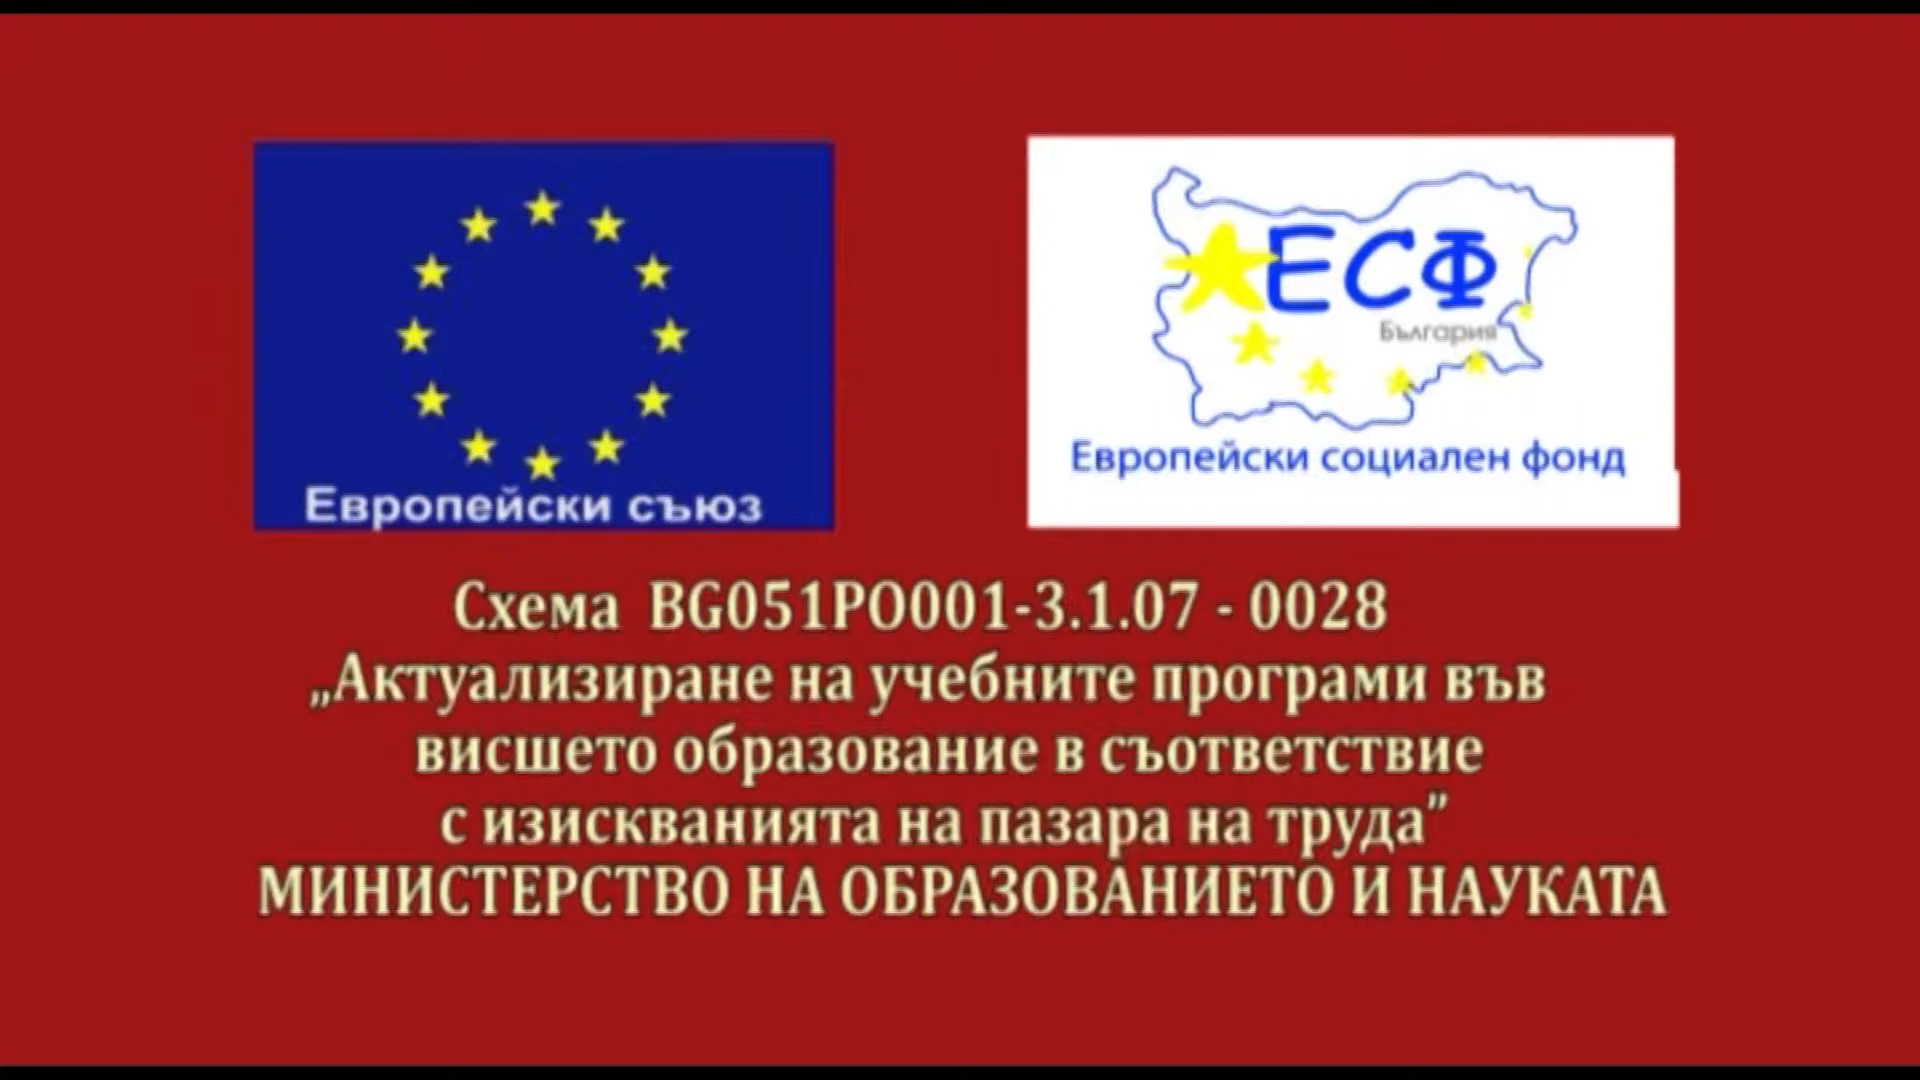 Европейски съюз
ЕСФ
България
Европейски социален фонд
Схема BG051PO001-3.1.07 - 0028
„Актуализиране на учебните програми във
висшето образование в съответствие
с изискванията на пазара на труда”
МИНИСТЕРСТВО НА ОБРАЗОВАНИЕТО И НАУКАТА